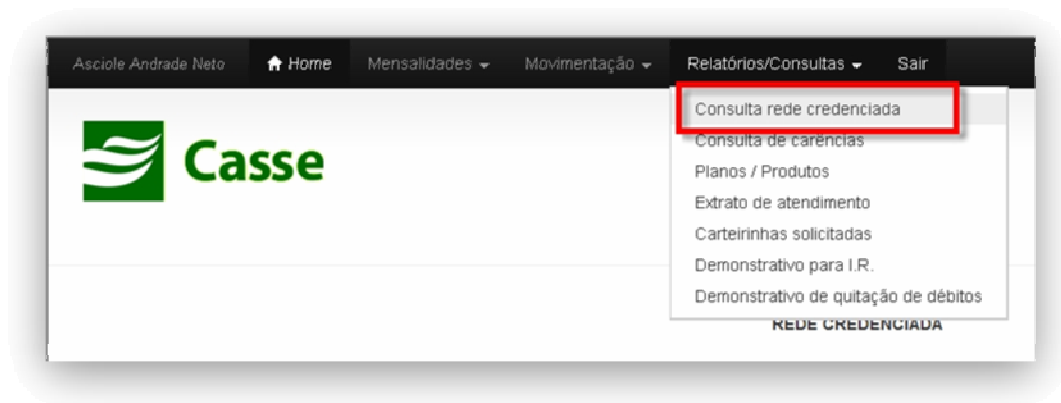 Asciole Andrade Neto Home Mensalidades Movimentação Relatórios/Consultas Sair
Consulta rede credenciada
Consulta de carências
Casse
Planos / Produtos
Extrato de atendimento
Carteirinhas solicitadas
Demonstrativo para I.R.
Demonstrativo de quitação de débitos
REDE CREDENCIADA